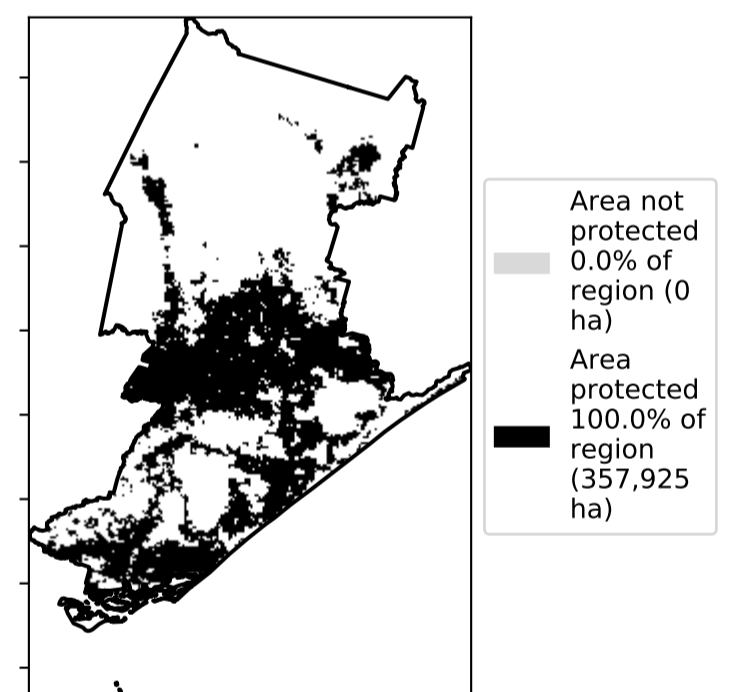 Area not
protected
0.0% of
region (0
ha)
Area
protected
100.0% of
region
(357,925
ha)